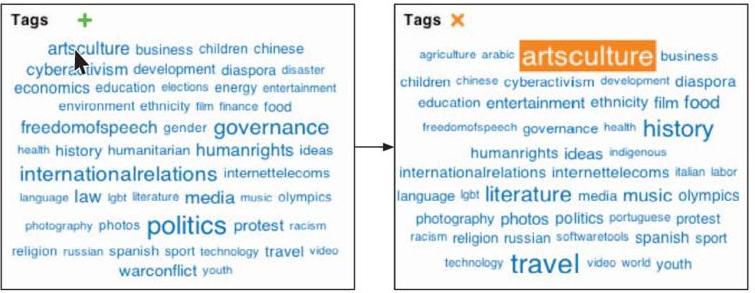 Tags
artsculture business children chinese
cyberactivism development diaspora disaster
economics education elections energy entertainment
environment ethnicity film finance food
freedomofspeech gender governance
health history humanitarian humanrights ideas
internationalrelations internettelecoms
language law lgbt literature media music olympics
photography photos politics protest racism
religion russian spanish sport technology travel video
warconflict youth
Tags
agriculture arabic artsculture business
children chinese cyberactivism development diaspora
education entertainment ethnicity film food
freedomofspeech governance health history
humanrights ideas indigenous
internationalrelations internettelecoms italian labor
language lgbt literature media music olympics
photography photos politics portuguese protest
racism religion russian softwaretools spanish sport
technology travel video world youth